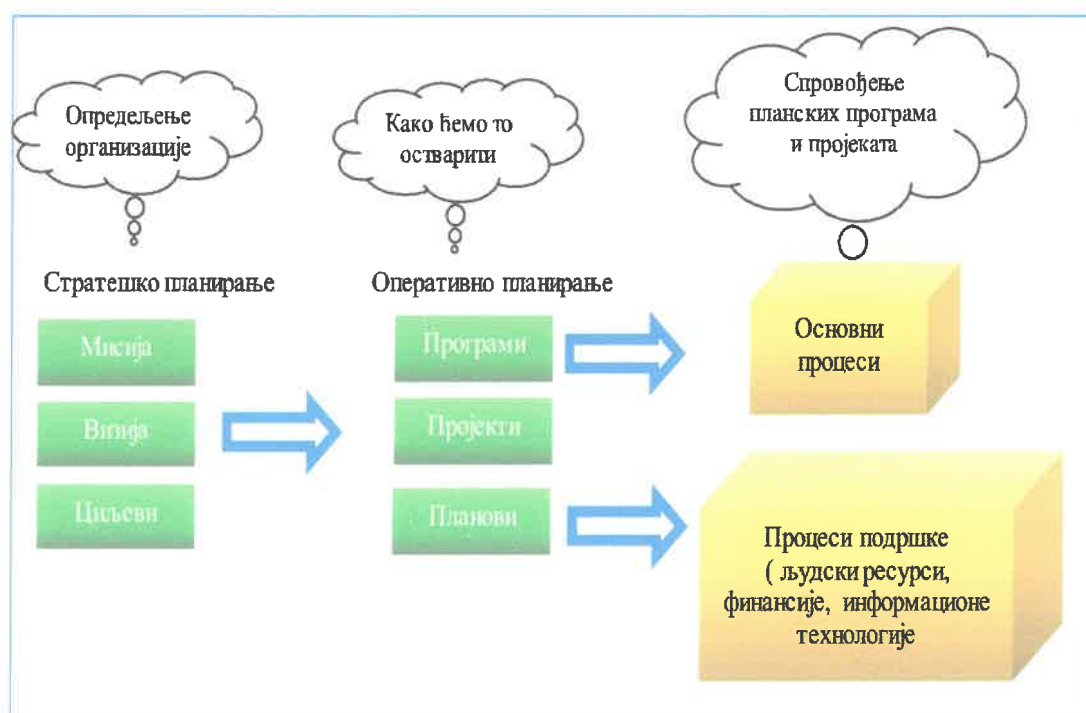 Опредељење
организације
Како ћемо то
остварити
Спровођење
планских програма
и пројеката
Стратешко планирање
Мисија
Визија
Циљеви
Оперативно планирање
Програми
Пројекти
Планови
Основни
процеси
Процеси подршке
( људски ресурси,
финансије, информационе
технологије